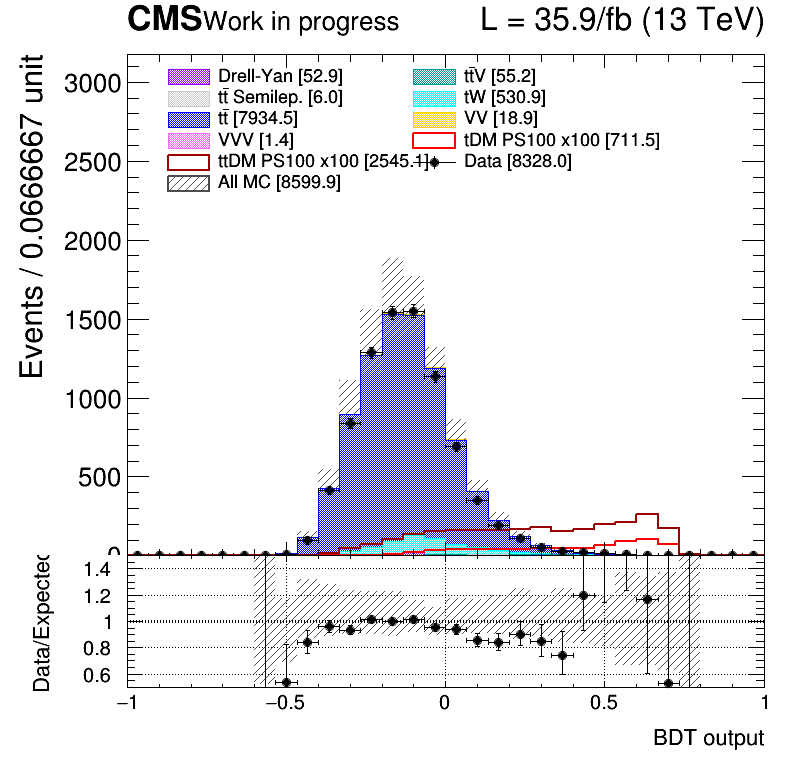 CMS Work in progress L = 35.9/fb (13 TeV)
Events / 0.0666667 unit
3000
2500
2000
1500
1000
500
0
Drell-Yan [52.9]
tt̄V [55.2]
tt̄ Semilep. [6.0]
tW [530.9]
tt̄ [7934.5]
VV [18.9]
VVV [1.4]
tDM PS100 x100 [711.5]
ttDM PS100 x100 [2545.1]
Data [8328.0]
All MC [8599.9]
Data/Expected
1.4
1.2
1
0.8
0.6
−1 −0.5 0 0.5 1
BDT output